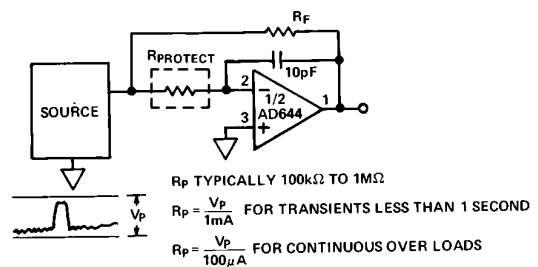 RF
RPROTECT
10pF
SOURCE
2
−
1/2
AD644
1
3
+
RP TYPICALLY 100kΩ TO 1MΩ
VP
RP = VP/1mA FOR TRANSIENTS LESS THAN 1 SECOND
RP = VP/100μA FOR CONTINUOUS OVER LOADS